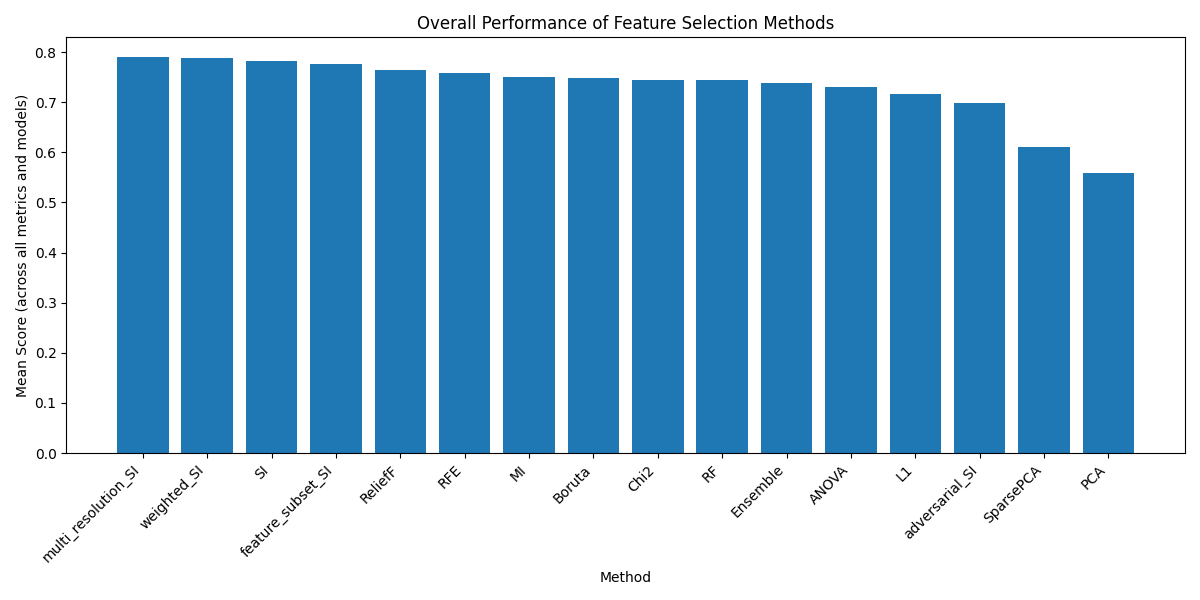 Overall Performance of Feature Selection Methods
Mean Score (across all metrics and models)
0.8
0.7
0.6
0.5
0.4
0.3
0.2
0.1
0.0
multi_resolution_SI
weighted_SI
SI
feature_subset_SI
ReliefF
RFE
MI
Boruta
Chi2
RF
Ensemble
ANOVA
L1
adversarial_SI
SparsePCA
PCA
Method